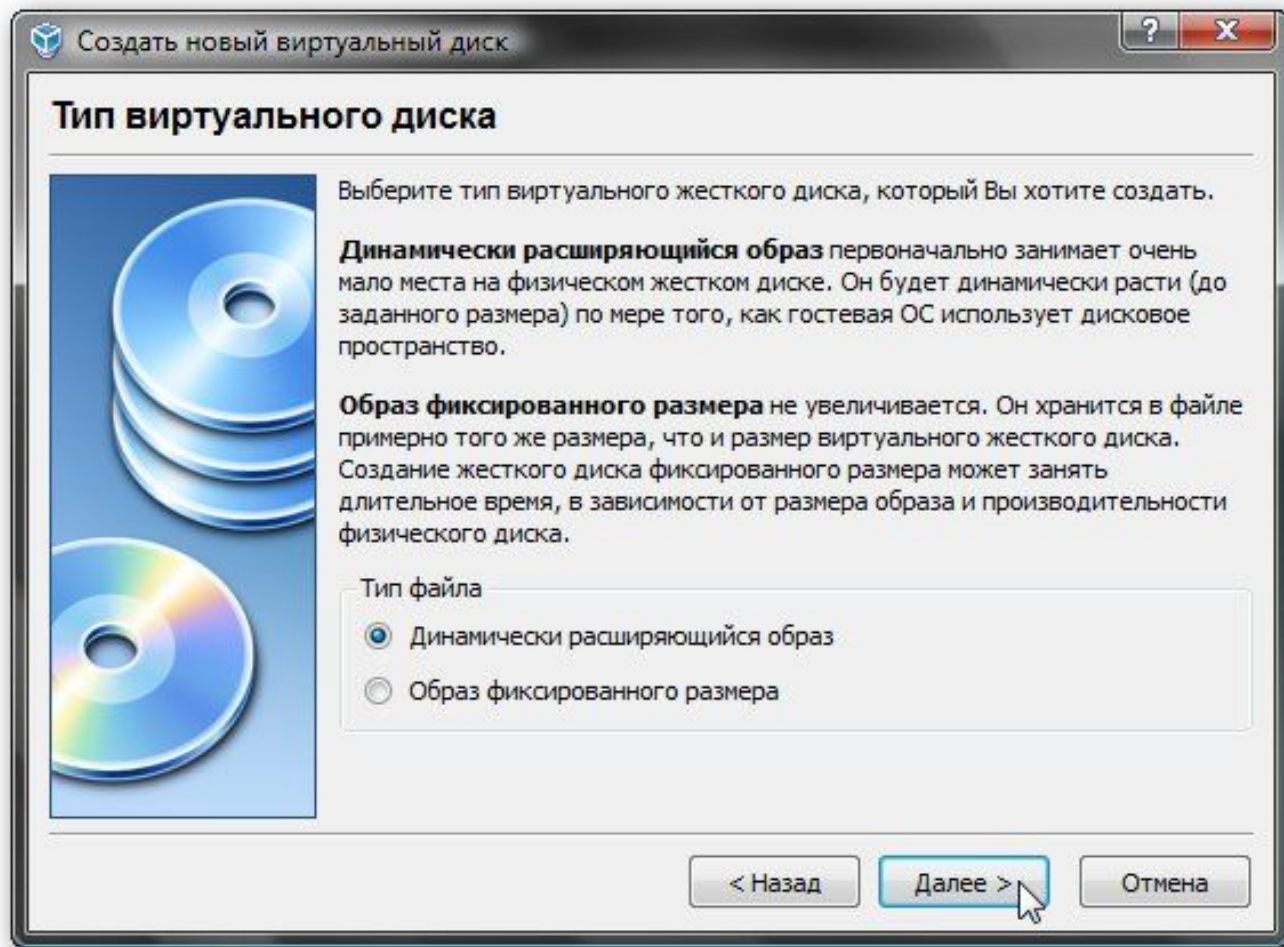 Создать новый виртуальный диск
Тип виртуального диска
Выберите тип виртуального жесткого диска, который Вы хотите создать.
Динамически расширяющийся образ первоначально занимает очень
мало места на физическом жестком диске. Он будет динамически расти (до
заданного размера) по мере того, как гостевая ОС использует дисковое
пространство.
Образ фиксированного размера не увеличивается. Он хранится в файле
примерно того же размера, что и размер виртуального жесткого диска.
Создание жесткого диска фиксированного размера может занять
длительное время, в зависимости от размера образа и производительности
физического диска.
Тип файла
Динамически расширяющийся образ
Образ фиксированного размера
< Назад
Далее >
Отмена